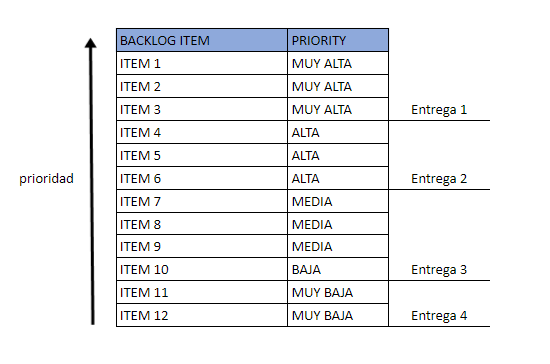 BACKLOG ITEM PRIORITY
ITEM 1 MUY ALTA
ITEM 2 MUY ALTA
ITEM 3 MUY ALTA Entrega 1
ITEM 4 ALTA
ITEM 5 ALTA
prioridad ITEM 6 ALTA Entrega 2
ITEM 7 MEDIA
ITEM 8 MEDIA
ITEM 9 MEDIA
ITEM 10 BAJA Entrega 3
ITEM 11 MUY BAJA
ITEM 12 MUY BAJA Entrega 4